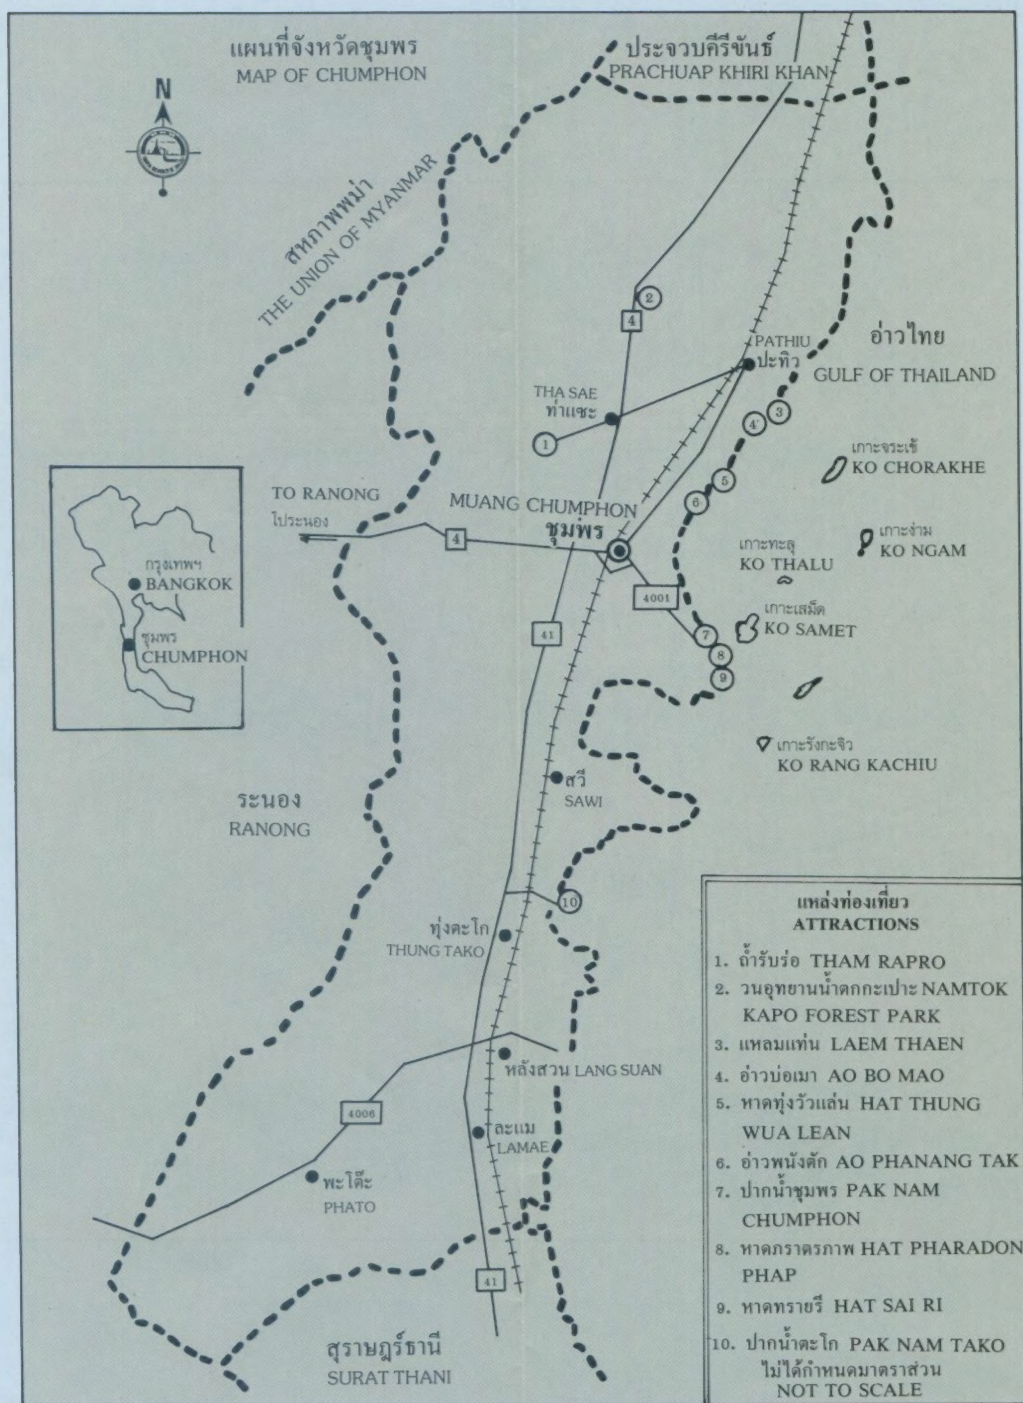 แผนที่จังหวัดชุมพร
MAP OF CHUMPHON
N
ประจวบคีรีขันธ์
PRACHUAP KHIRI KHAN
สหภาพพม่า
THE UNION OF MYANMAR
2
4
PATHIU
ปะทิว
อ่าวไทย
GULF OF THAILAND
THA SAE
ท่าแซะ
1
3
4
เกาะจระเข้
KO CHORAKHE
5
6
TO RANONG
ไประนอง
4
MUANG CHUMPHON
ชุมพร
เกาะง่าม
KO NGAM
เกาะทะลุ
KO THALU
กรุงเทพฯ
BANGKOK
ชุมพร
CHUMPHON
4001
41
เกาะเสม็ด
KO SAMET
7
8
9
เกาะรังกะจิว
KO RANG KACHIU
สวี
SAWI
ระนอง
RANONG
10
ทุ่งตะโก
THUNG TAKO
หลังสวน LANG SUAN
4006
ละแม
LAMAE
พะโต๊ะ
PHATO
41
สุราษฎร์ธานี
SURAT THANI
แหล่งท่องเที่ยว
ATTRACTIONS
1. ถ้ำรับร่อ THAM RAPRO
2. วนอุทยานน้ำตกกะเปาะ NAMTOK
KAPO FOREST PARK
3. แหลมแท่น LAEM THAEN
4. อ่าวบ่อเมา AO BO MAO
5. หาดทุ่งวัวแล่น HAT THUNG
WUA LEAN
6. อ่าวพนังตัก AO PHANANG TAK
7. ปากน้ำชุมพร PAK NAM
CHUMPHON
8. หาดภราดรภาพ HAT PHARADON
PHAP
9. หาดทรายรี HAT SAI RI
10. ปากน้ำตะโก PAK NAM TAKO
ไม่ได้กำหนดมาตราส่วน
NOT TO SCALE